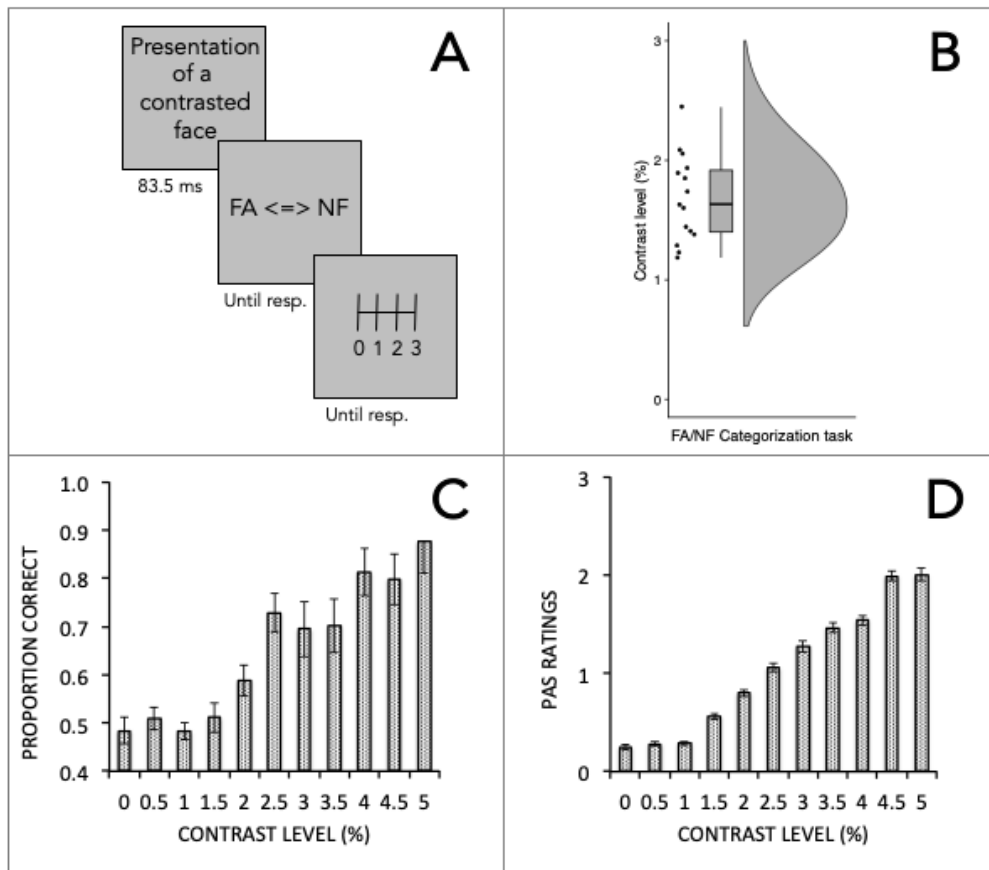 A
Presentation
of a
contrasted
face
83.5 ms
FA <=> NF
Until resp.
0 1 2 3
Until resp.
B
Contrast level (%)
3
2
1
0
FA/NF Categorization task
C
PROPORTION CORRECT
1.0
0.9
0.8
0.7
0.6
0.5
0.4
0 0.5 1 1.5 2 2.5 3 3.5 4 4.5 5
CONTRAST LEVEL (%)
D
PAS RATINGS
3
2
1
0
0 0.5 1 1.5 2 2.5 3 3.5 4 4.5 5
CONTRAST LEVEL (%)